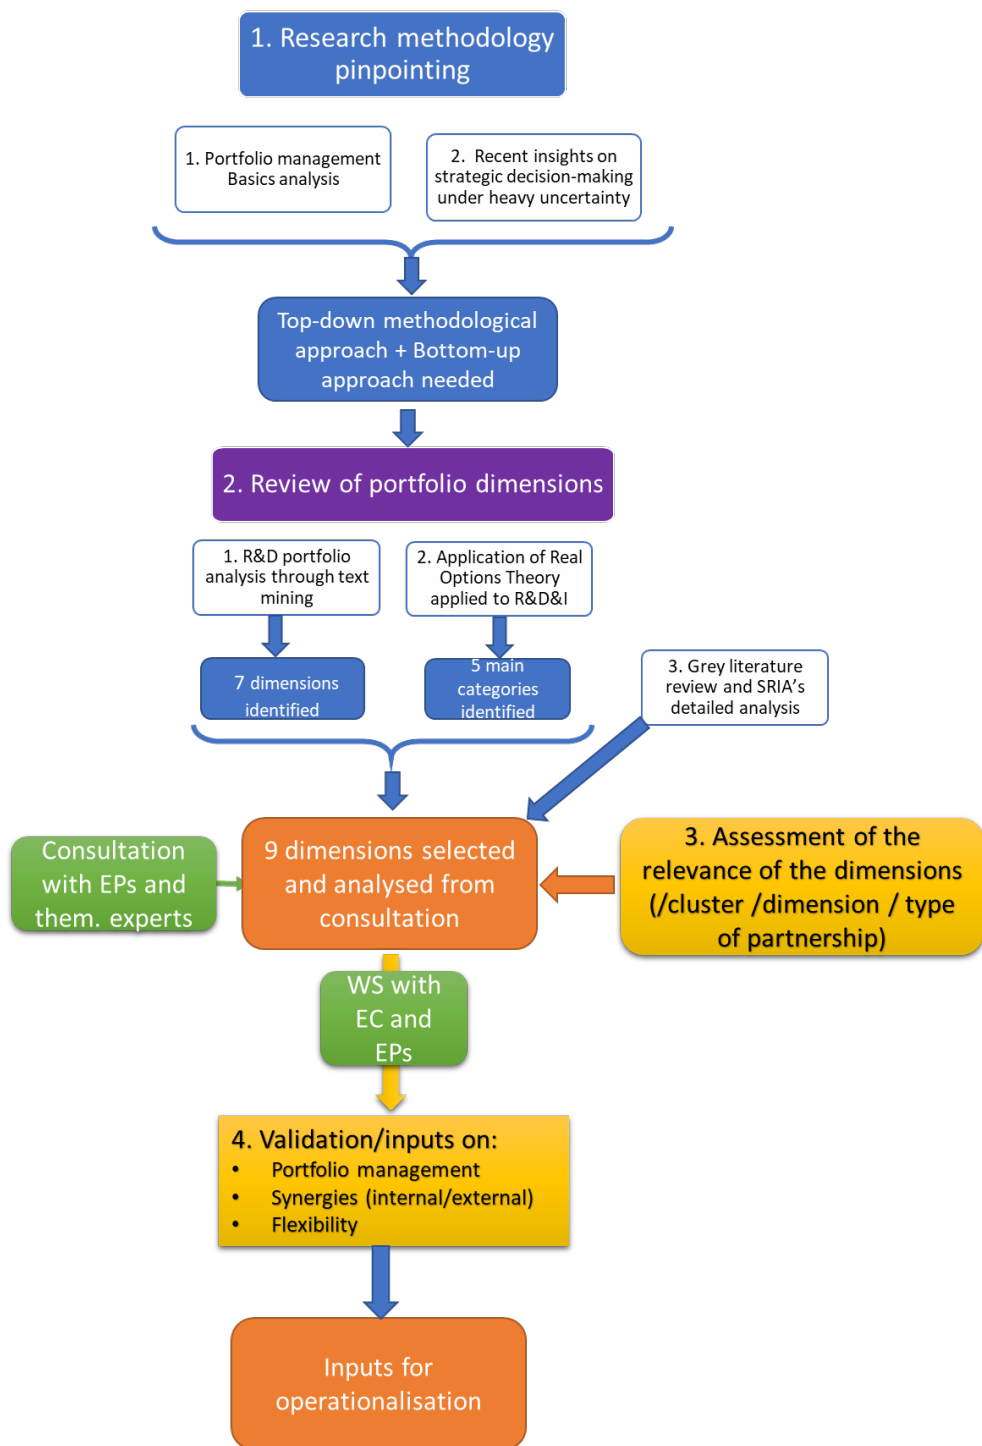 1. Research methodology
pinpointing
1. Portfolio management
Basics analysis
2. Recent insights on
strategic decision-making
under heavy uncertainty
Top-down methodological
approach + Bottom-up
approach needed
2. Review of portfolio dimensions
1. R&D portfolio
analysis through text
mining
2. Application of Real
Options Theory
applied to R&D&I
7 dimensions
identified
5 main
categories
identified
3. Grey literature
review and SRIA's
detailed analysis
Consultation
with EPs and
them. experts
9 dimensions selected
and analysed from
consultation
3. Assessment of the
relevance of the dimensions
(/cluster /dimension / type
of partnership)
WS with
EC and
EPs
4. Validation/inputs on:
• Portfolio management
• Synergies (internal/external)
• Flexibility
Inputs for
operationalisation